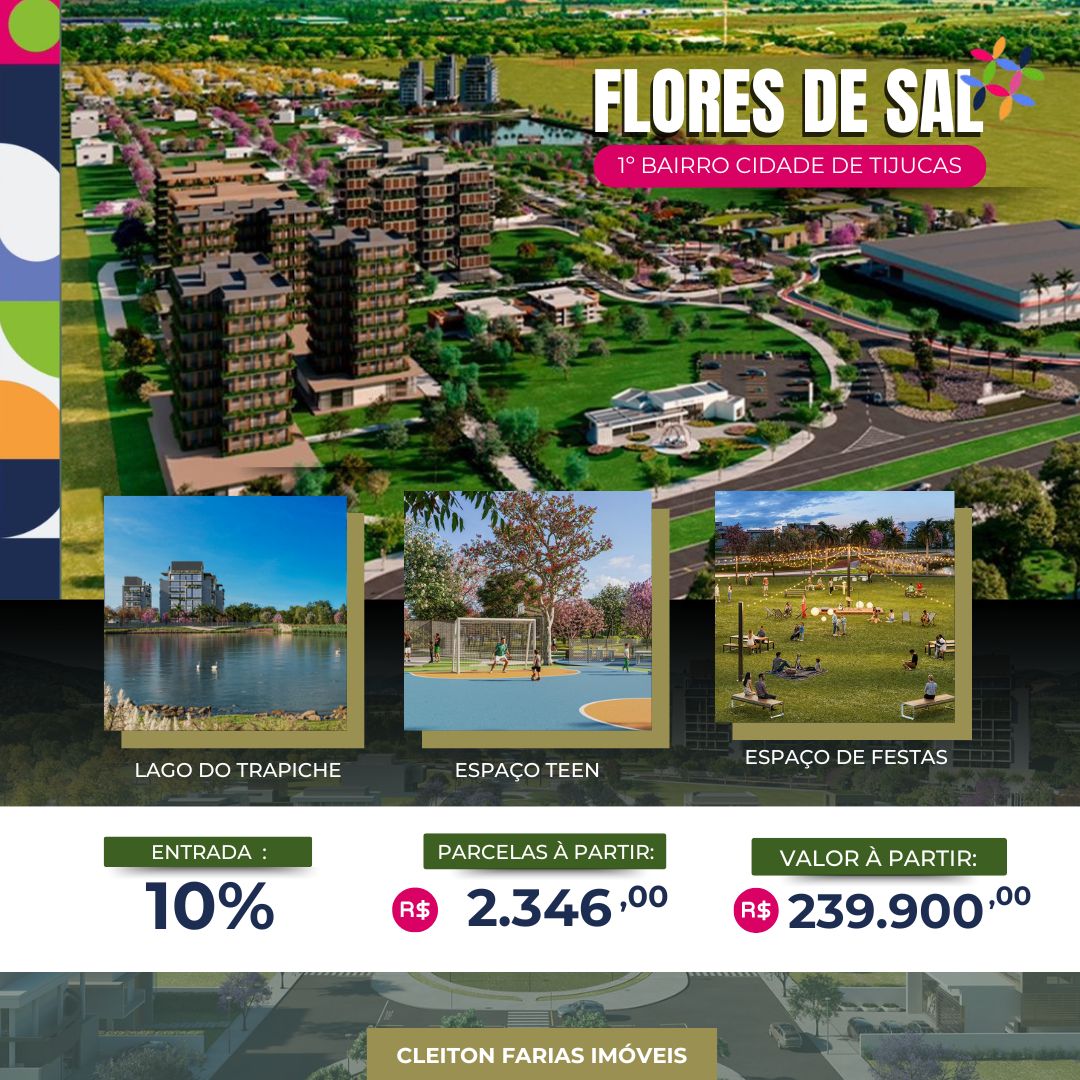 FLORES DE SAL
1º BAIRRO CIDADE DE TIJUCAS
LAGO DO TRAPICHE
ESPAÇO TEEN
ESPAÇO DE FESTAS
ENTRADA :
10%
PARCELAS À PARTIR:
R$ 2.346,00
VALOR À PARTIR:
R$ 239.900,00
CLEITON FARIAS IMÓVEIS